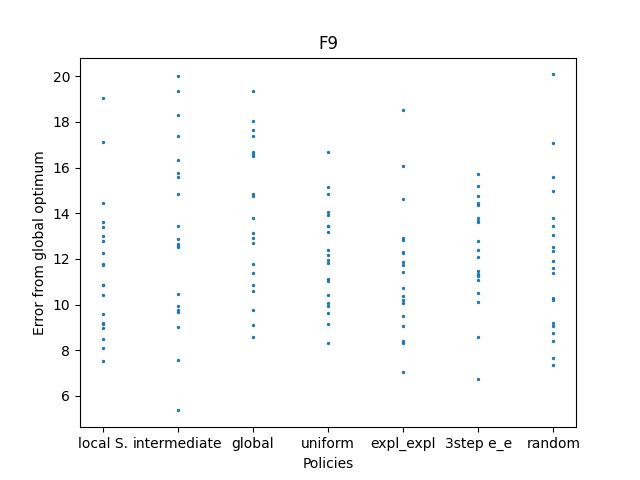 F9
Error from global optimum
20
18
16
14
12
10
8
6
local S. intermediate global uniform expl_expl 3step e_e random
Policies